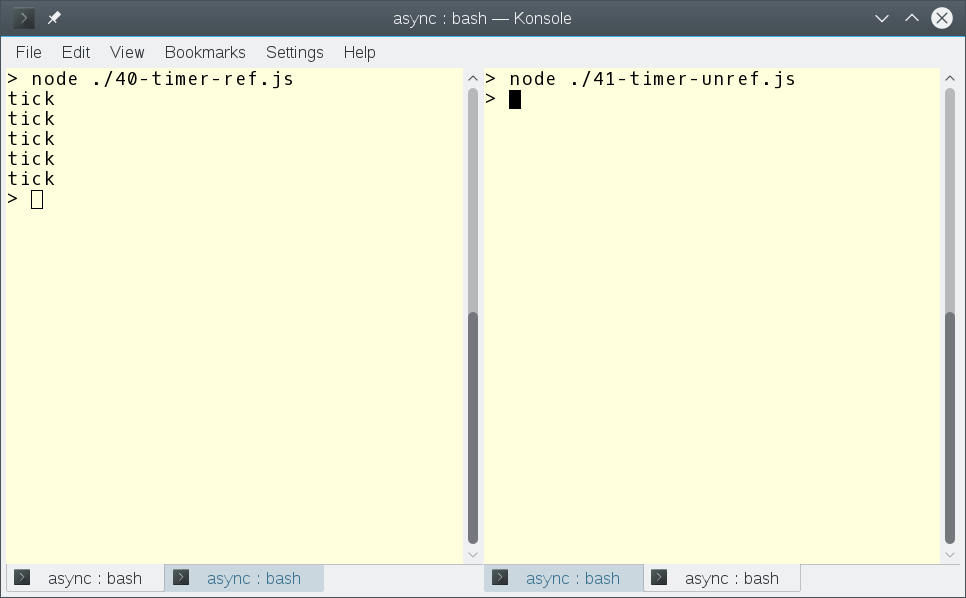 async : bash — Konsole
File Edit View Bookmarks Settings Help
> node ./40-timer-ref.js
tick
tick
tick
tick
tick
>
> node ./41-timer-unref.js
>
async : bash async : bash async : bash async : bash